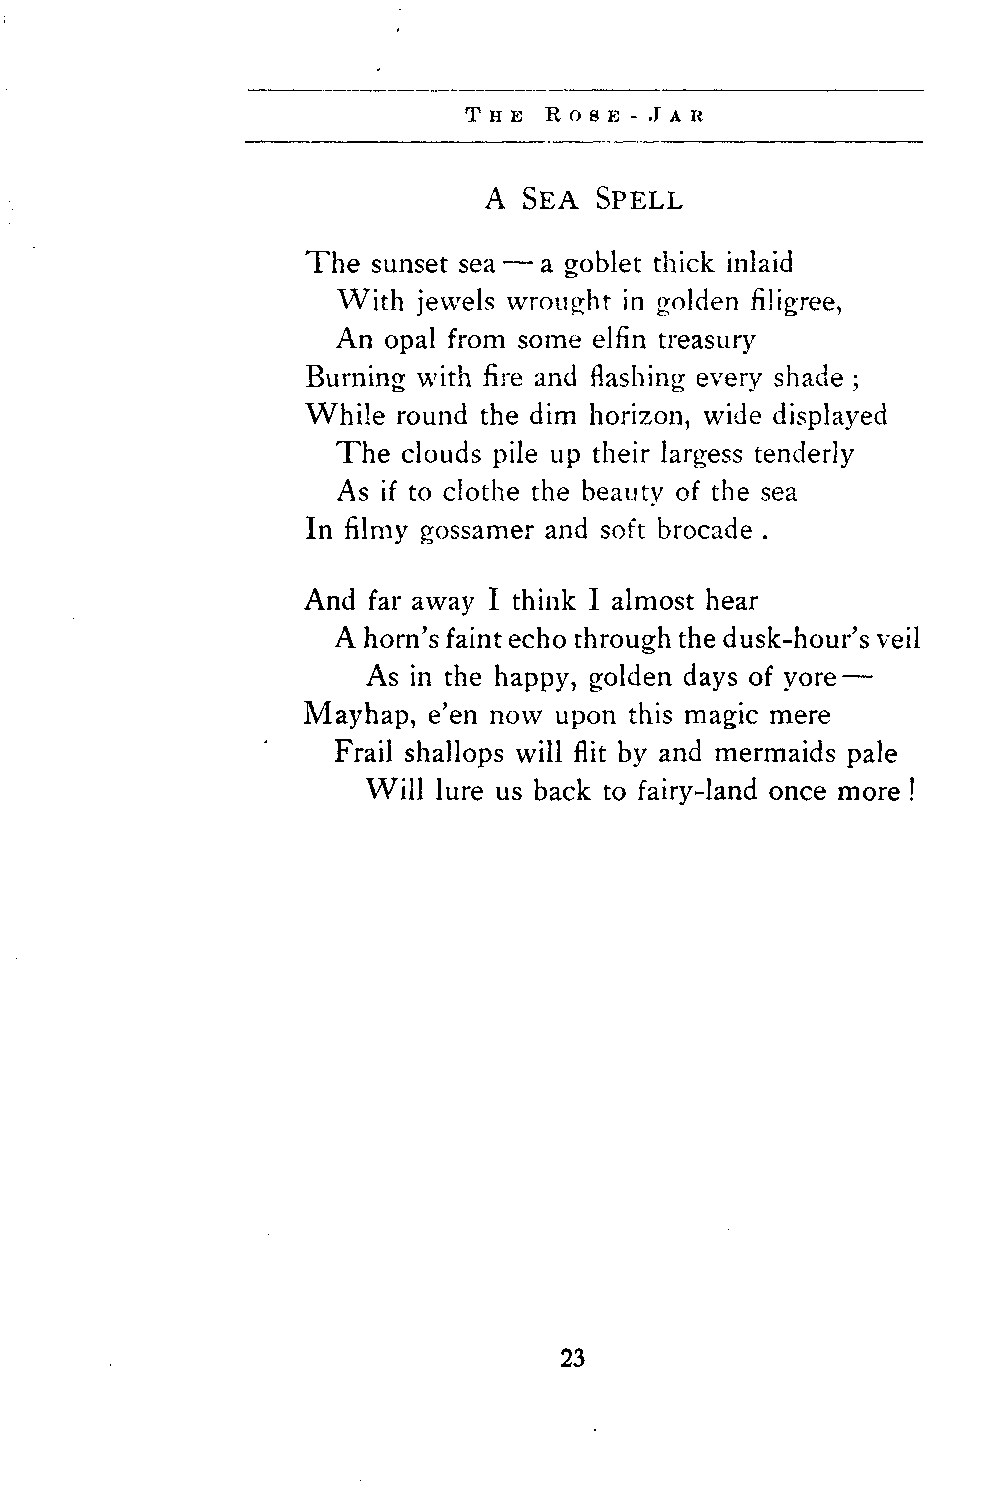 The Rose-Jar
A Sea Spell
The sunset sea — a goblet thick inlaid
With jewels wrought in golden filigree,
An opal from some elfin treasury
Burning with fire and flashing every shade ;
While round the dim horizon, wide displayed
The clouds pile up their largess tenderly
As if to clothe the beauty of the sea
In filmy gossamer and soft brocade .
And far away I think I almost hear
A horn's faint echo through the dusk-hour's veil
As in the happy, golden days of yore —
Mayhap, e'en now upon this magic mere
Frail shallops will flit by and mermaids pale
Will lure us back to fairy-land once more !
23